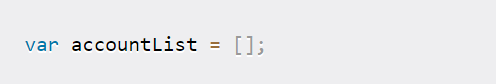 var accountList = [];